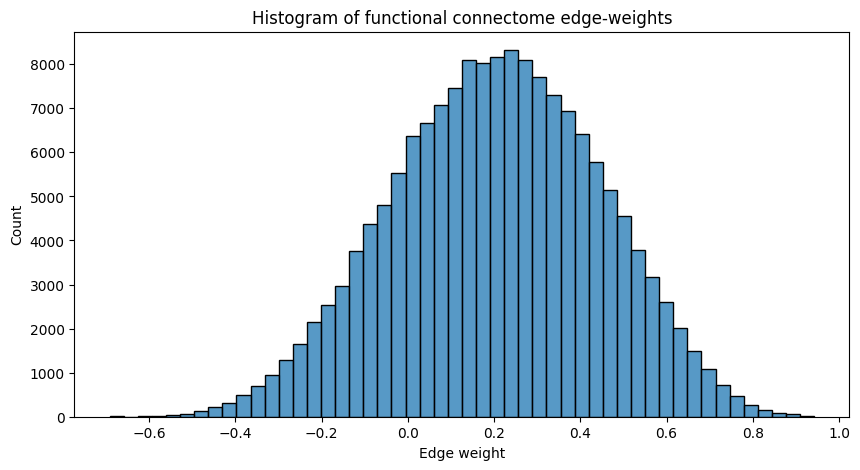 Histogram of functional connectome edge-weights
Count
8000
7000
6000
5000
4000
3000
2000
1000
0
−0.6 −0.4 −0.2 0.0 0.2 0.4 0.6 0.8 1.0
Edge weight